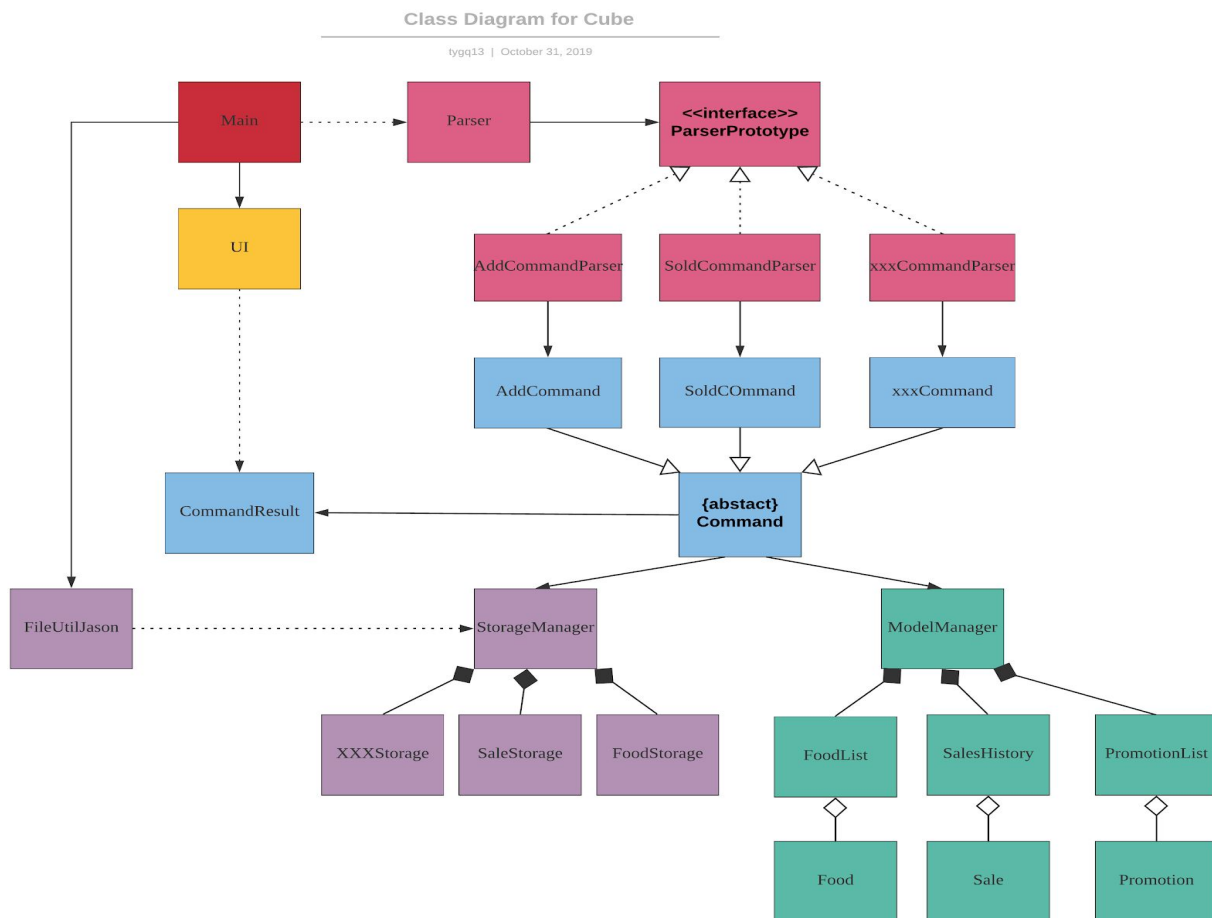 Class Diagram for Cube
tygq13 | October 31, 2019
Main
Parser
<<interface>>
ParserPrototype
UI
AddCommandParser
SoldCommandParser
xxxCommandParser
AddCommand
SoldCOmmand
xxxCommand
CommandResult
{abstact}
Command
FileUtilJason
StorageManager
ModelManager
XXXStorage
SaleStorage
FoodStorage
FoodList
SalesHistory
PromotionList
Food
Sale
Promotion